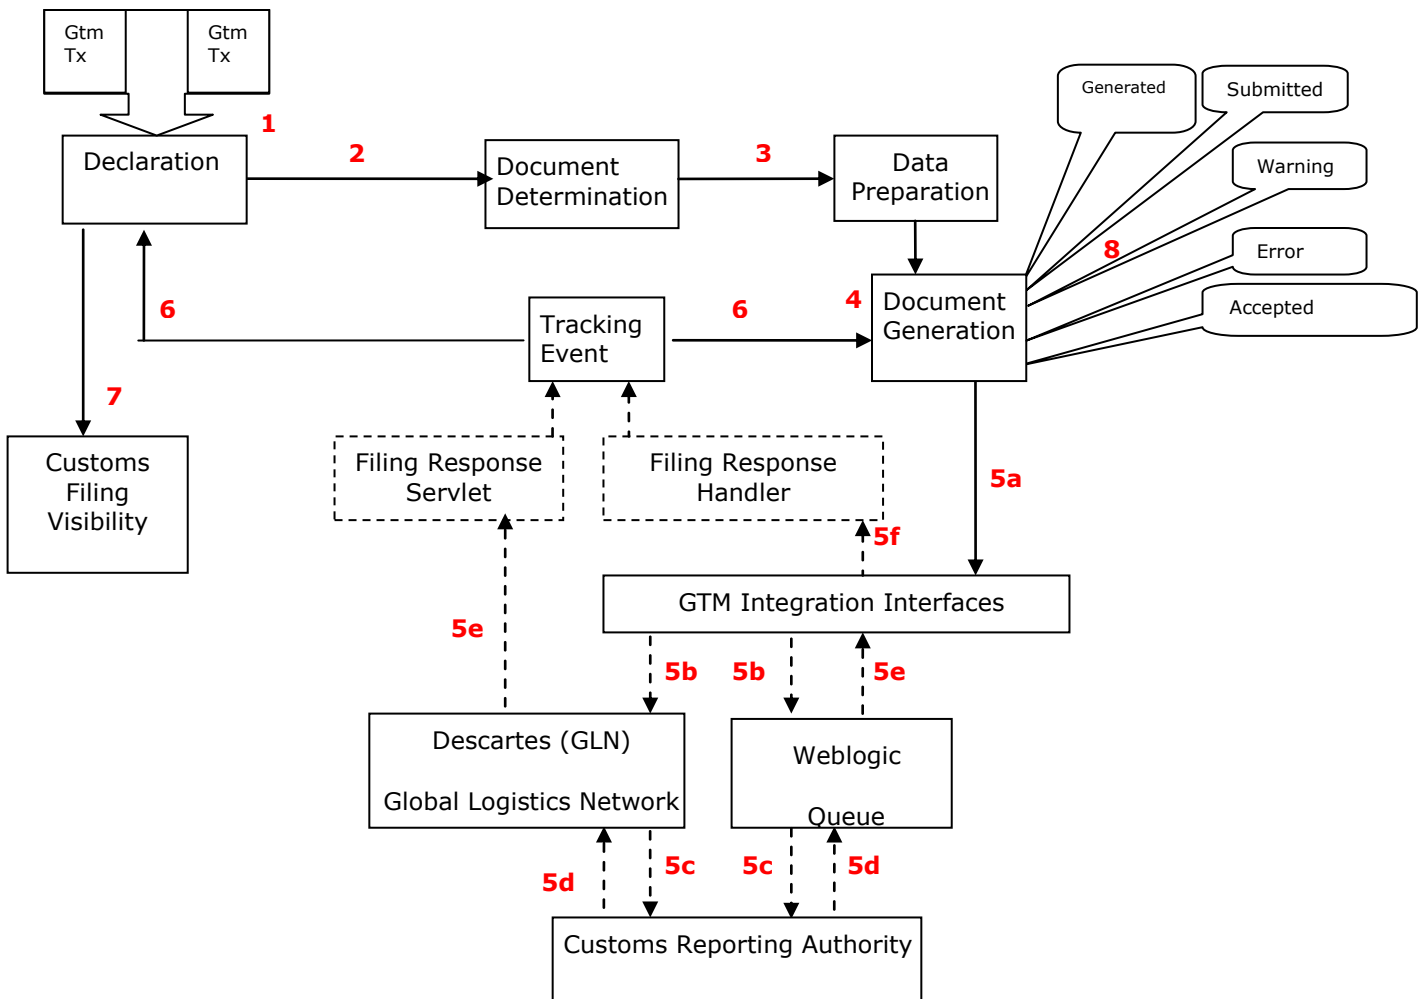 Gtm
Tx
Gtm
Tx
Generated
Submitted
1
Declaration
2
Document
Determination
3
Data
Preparation
Warning
8
Error
Accepted
6
Tracking
Event
6
4
Document
Generation
7
Customs
Filing
Visibility
Filing Response
Servlet
Filing Response
Handler
5a
5f
GTM Integration Interfaces
5e
5b
5b
5e
Descartes (GLN)
Global Logistics Network
Weblogic
Queue
5d
5c
5c
5d
Customs Reporting Authority